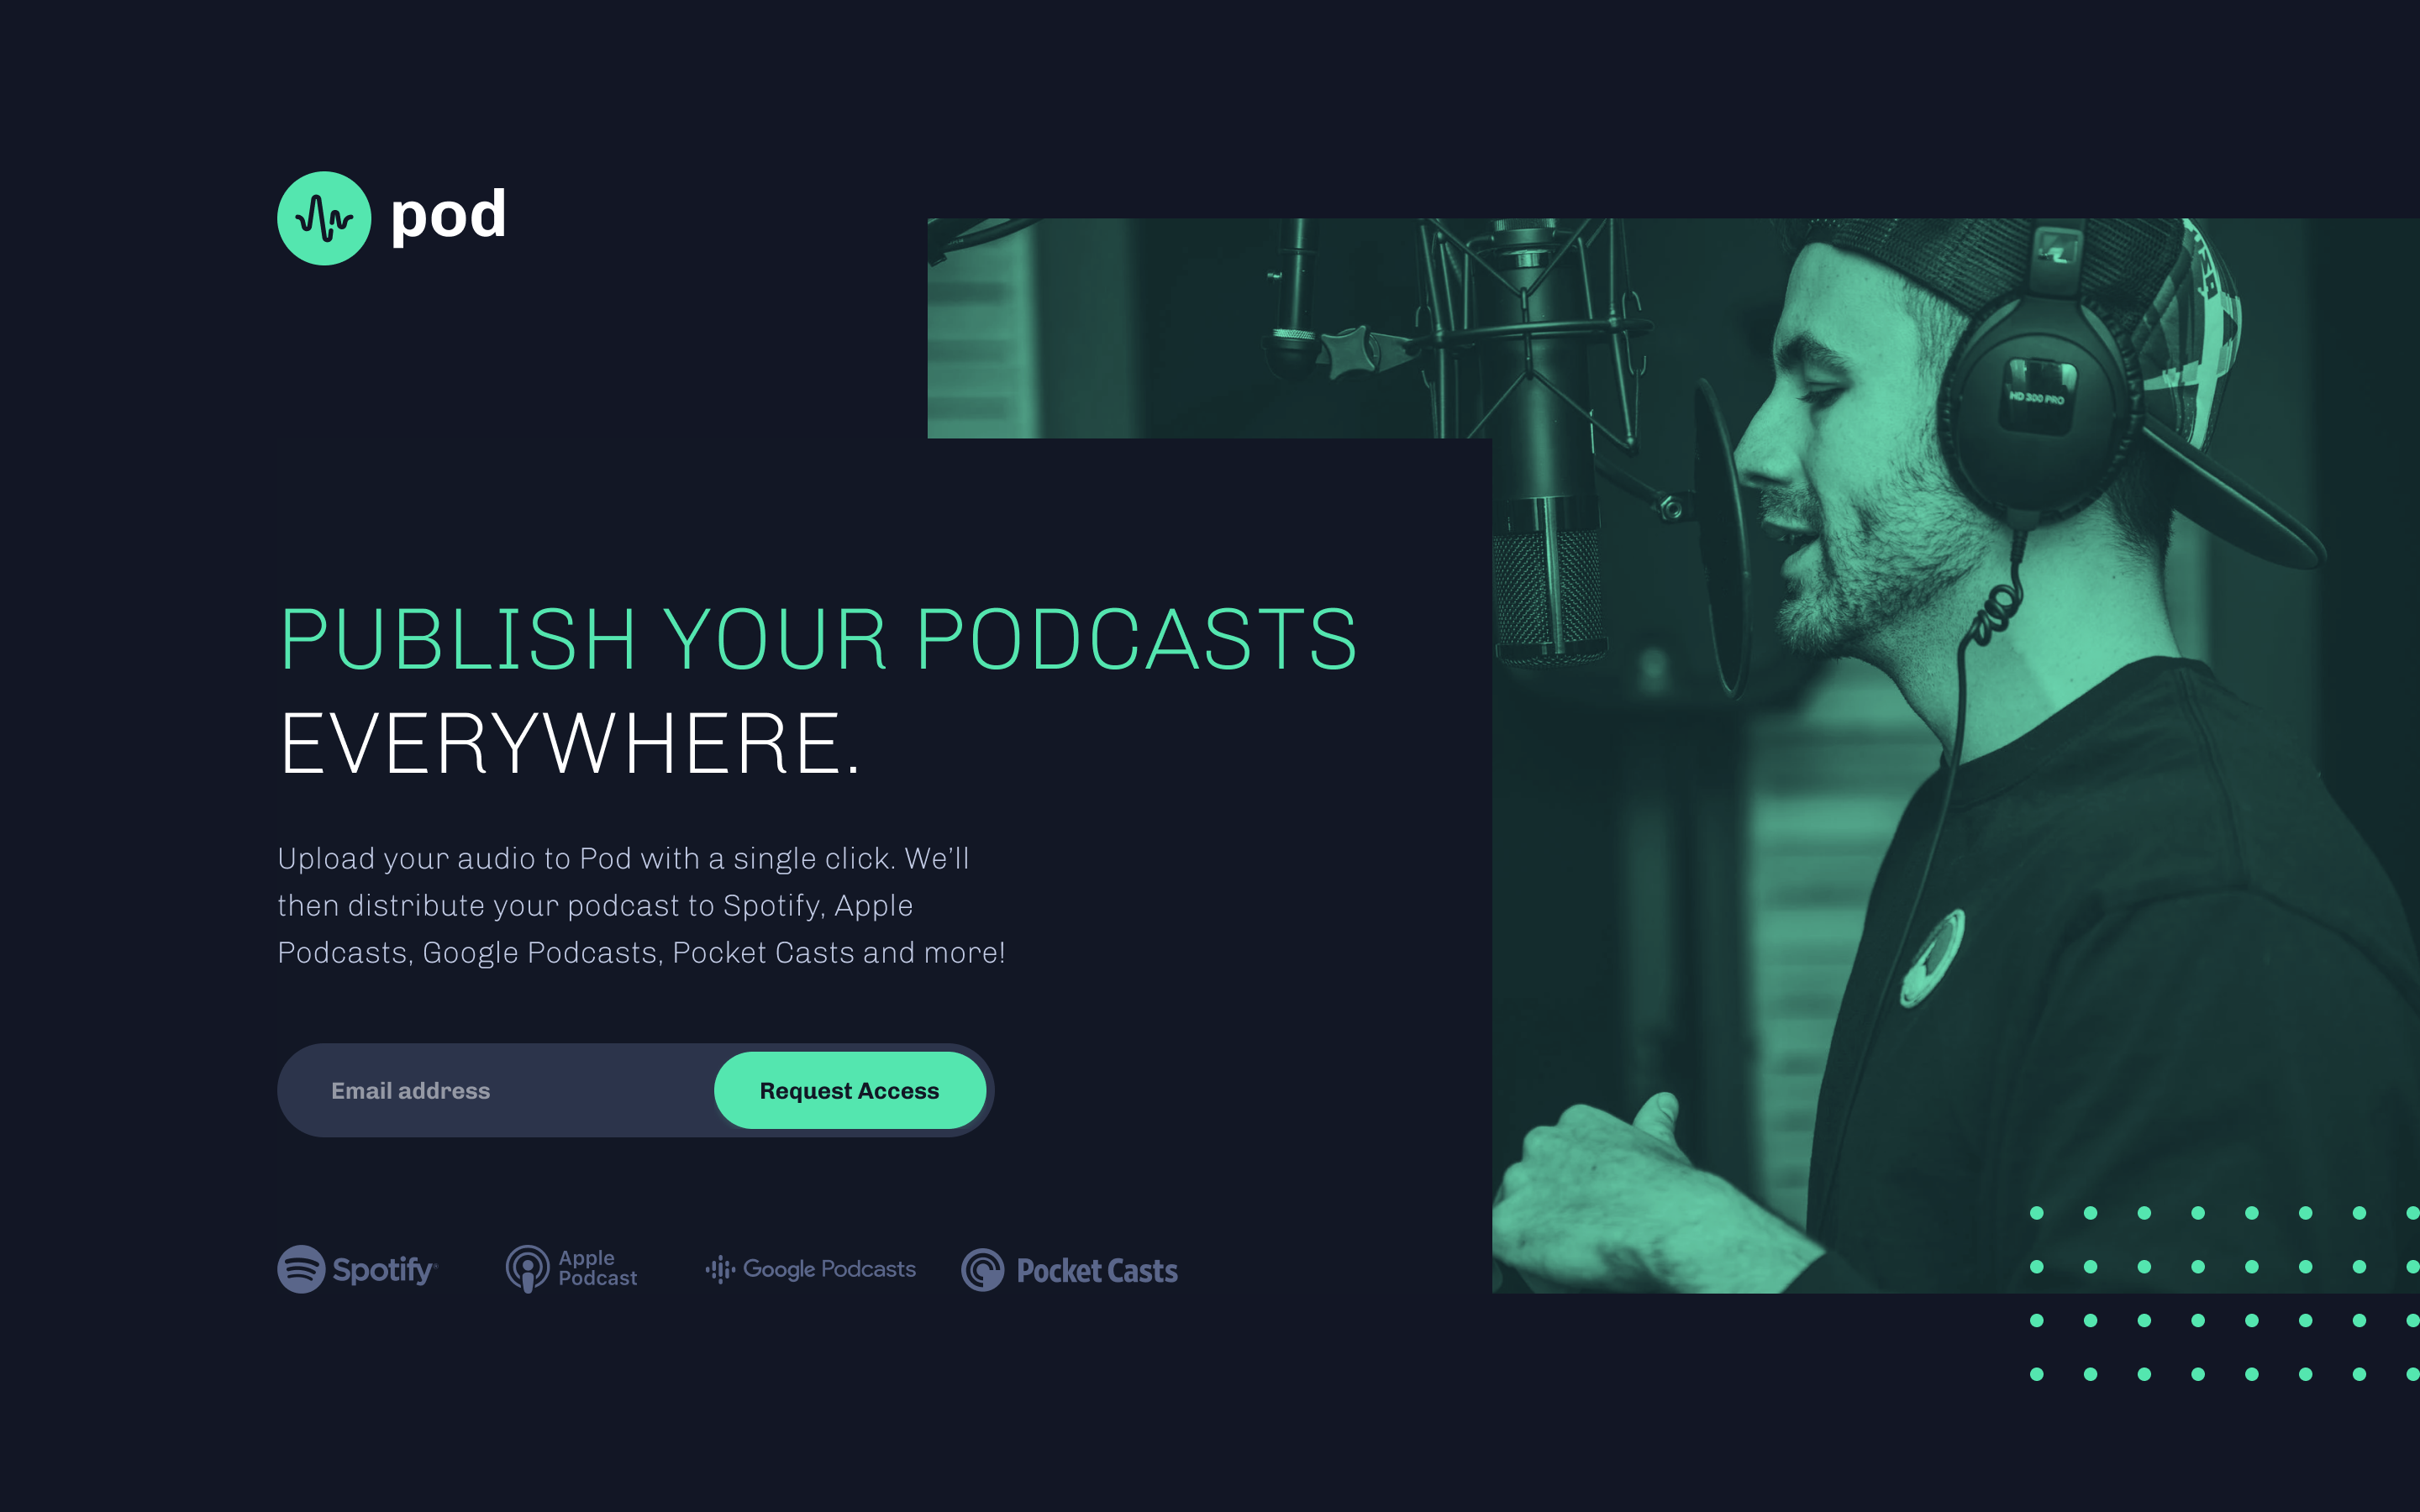 pod
HD 300 PRO
PUBLISH YOUR PODCASTS
EVERYWHERE.
Upload your audio to Pod with a single click. We’ll
then distribute your podcast to Spotify, Apple
Podcasts, Google Podcasts, Pocket Casts and more!
Email address
Request Access
Spotify
Apple
Podcast
Google Podcasts
Pocket Casts